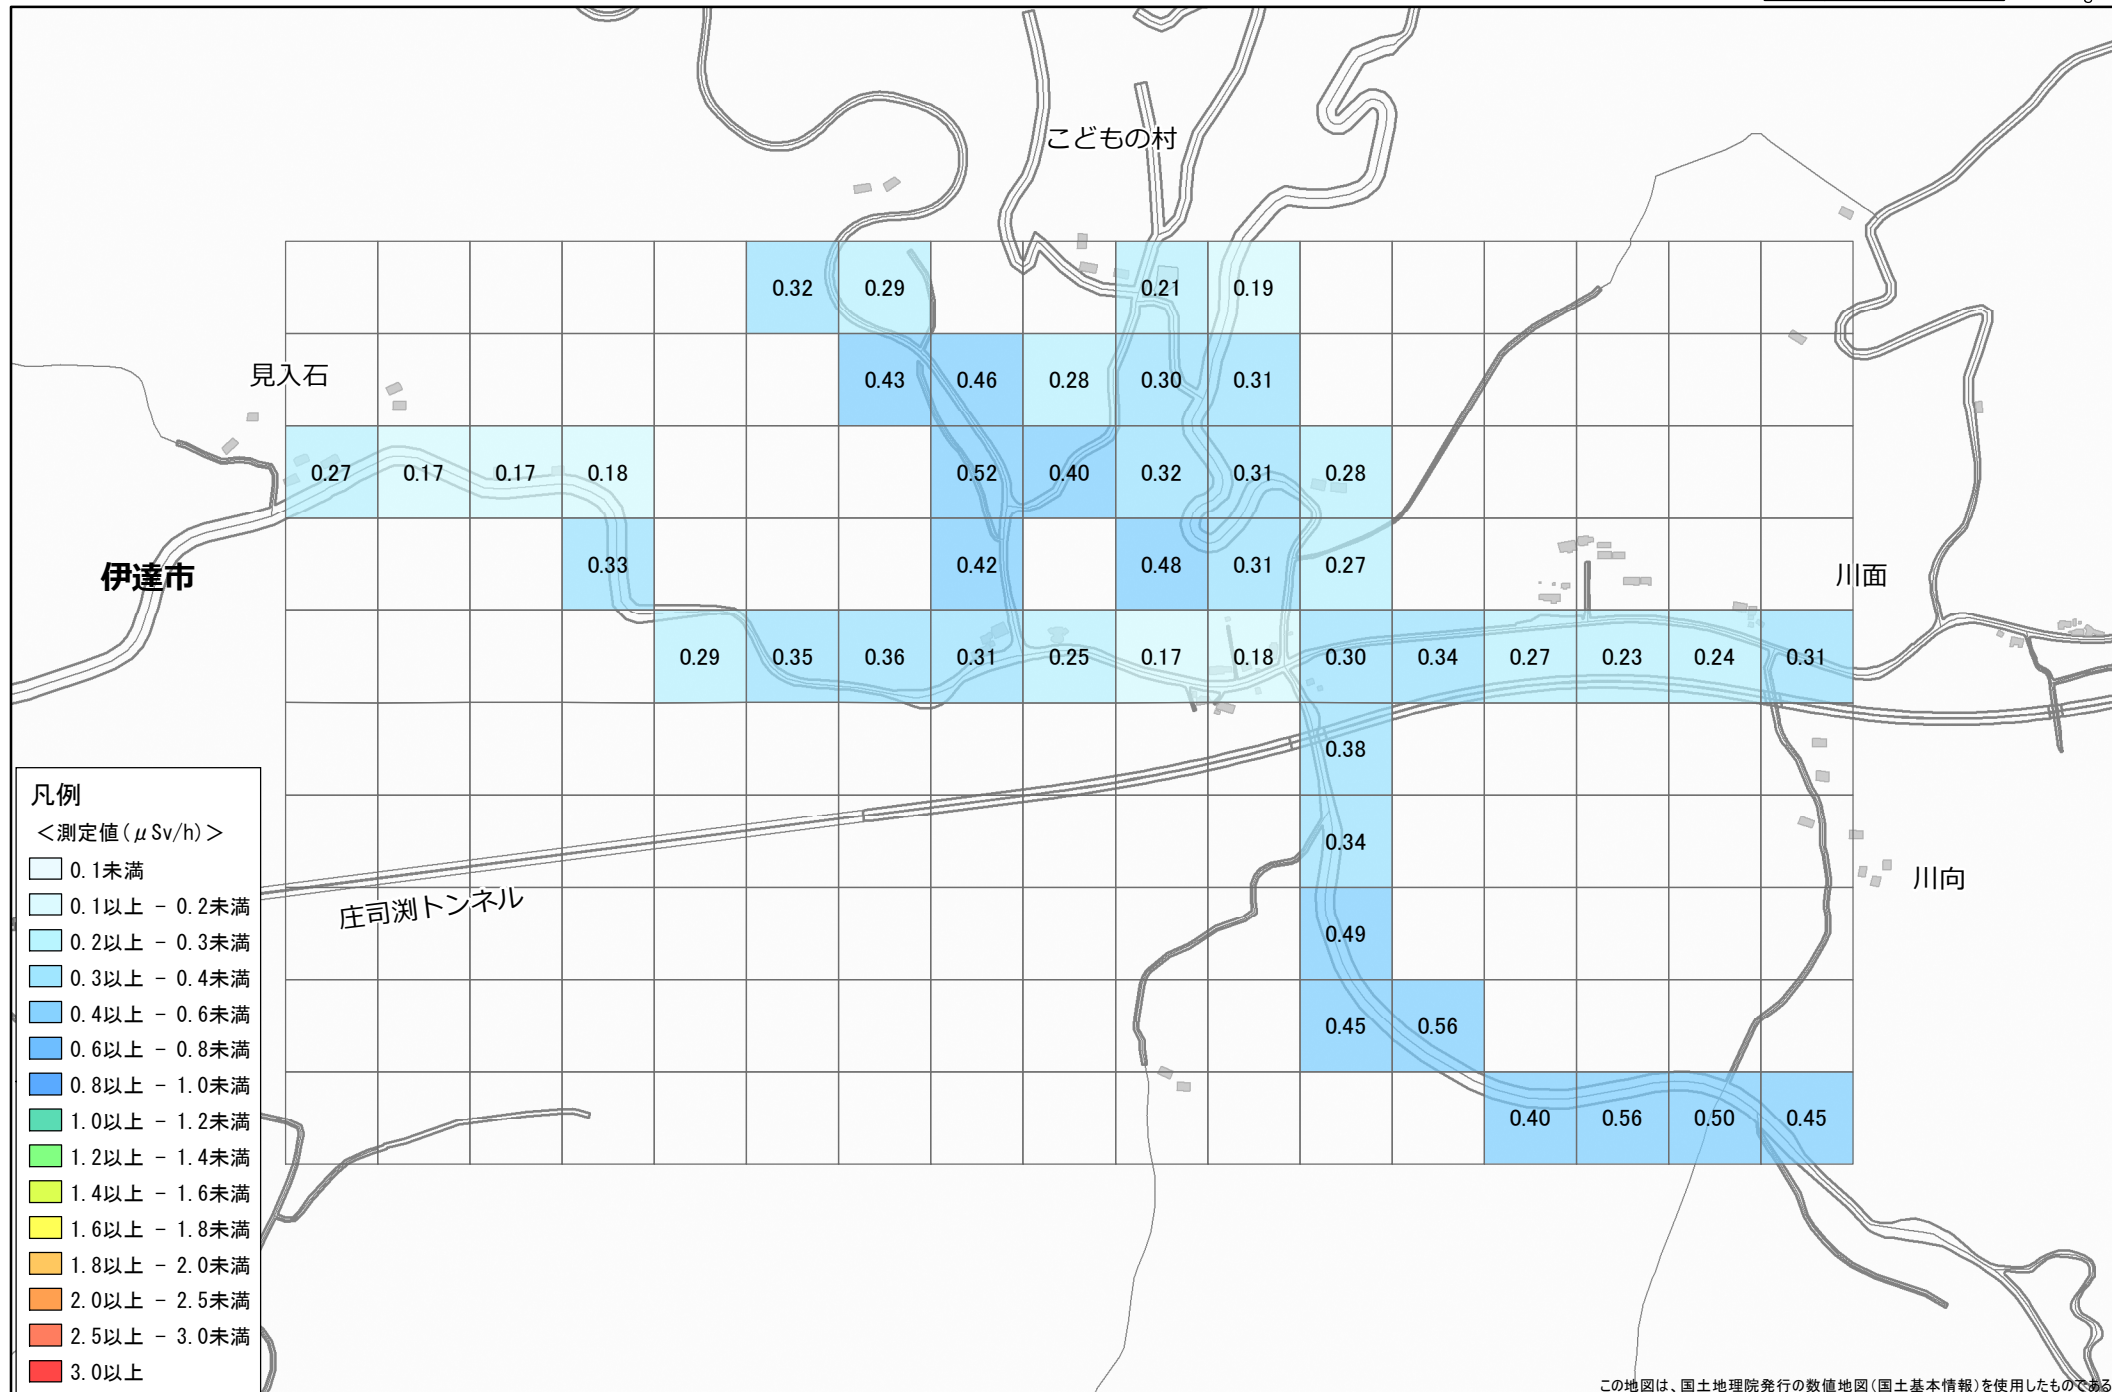 こどもの村
0.32 0.29 0.21 0.19
見入石
0.43 0.46 0.28 0.30 0.31
0.27 0.17 0.17 0.18 0.52 0.40 0.32 0.31 0.28
伊達市
0.33 0.42 0.48 0.31 0.27
川面
0.29 0.35 0.36 0.31 0.25 0.17 0.18 0.30 0.34 0.27 0.23 0.24 0.31
0.38
0.34
川向
庄司渕トンネル
0.49
0.45 0.56
0.40 0.56 0.50 0.45
凡例
＜測定値(μSv/h)＞
0.1未満
0.1以上 - 0.2未満
0.2以上 - 0.3未満
0.3以上 - 0.4未満
0.4以上 - 0.6未満
0.6以上 - 0.8未満
0.8以上 - 1.0未満
1.0以上 - 1.2未満
1.2以上 - 1.4未満
1.4以上 - 1.6未満
1.6以上 - 1.8未満
1.8以上 - 2.0未満
2.0以上 - 2.5未満
2.5以上 - 3.0未満
3.0以上
この地図は、国土地理院発行の数値地図(国土基本情報)を使用したものである